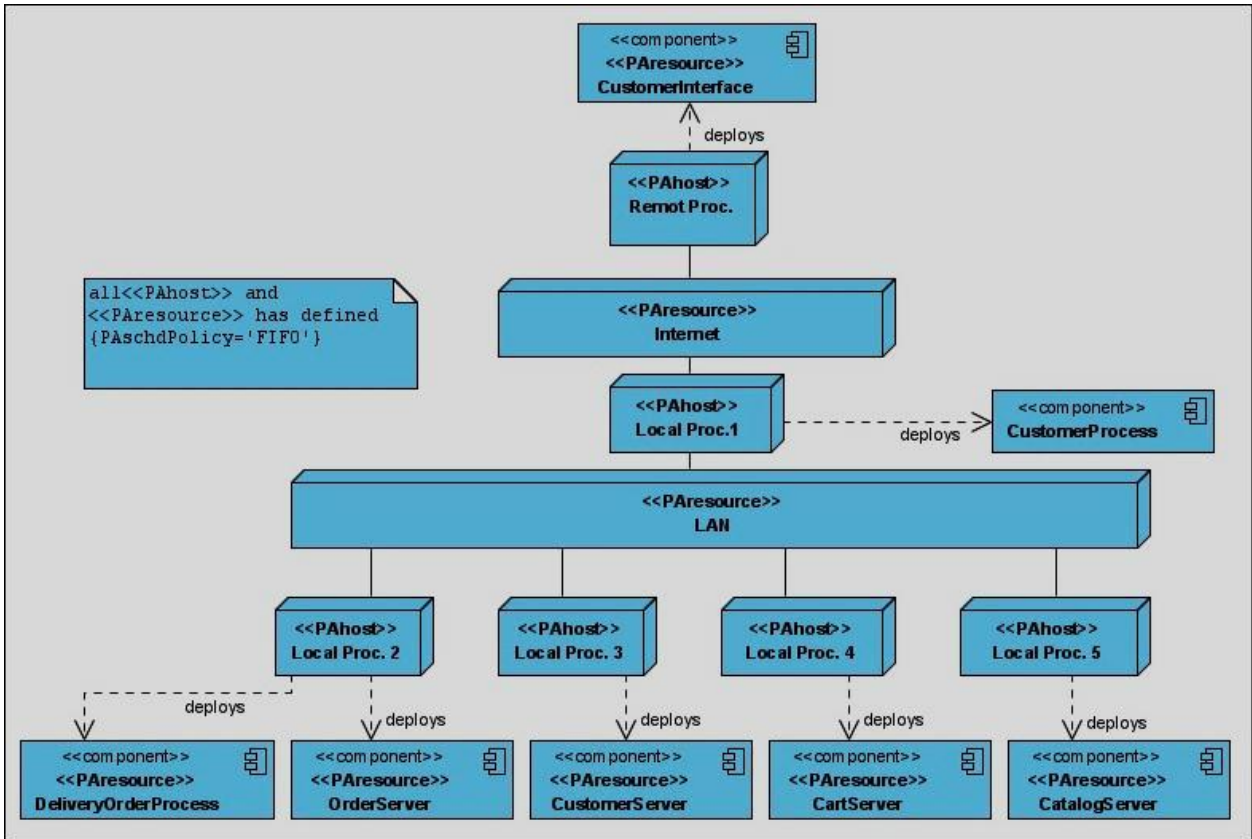 <<component>>
<<PAresource>>
CustomerInterface
deploys
<<PAhost>>
Remot Proc.
all<<PAhost>> and
<<PAresource>> has defined
{PAschdPolicy='FIFO'}
<<PAresource>>
Internet
<<PAhost>>
Local Proc.1
deploys
<<component>>
CustomerProcess
<<PAresource>>
LAN
<<PAhost>>
Local Proc. 2
<<PAhost>>
Local Proc. 3
<<PAhost>>
Local Proc. 4
<<PAhost>>
Local Proc. 5
deploys
deploys
deploys
deploys
deploys
<<component>>
<<PAresource>>
DeliveryOrderProcess
<<component>>
<<PAresource>>
OrderServer
<<component>>
<<PAresource>>
CustomerServer
<<component>>
<<PAresource>>
CartServer
<<component>>
<<PAresource>>
CatalogServer